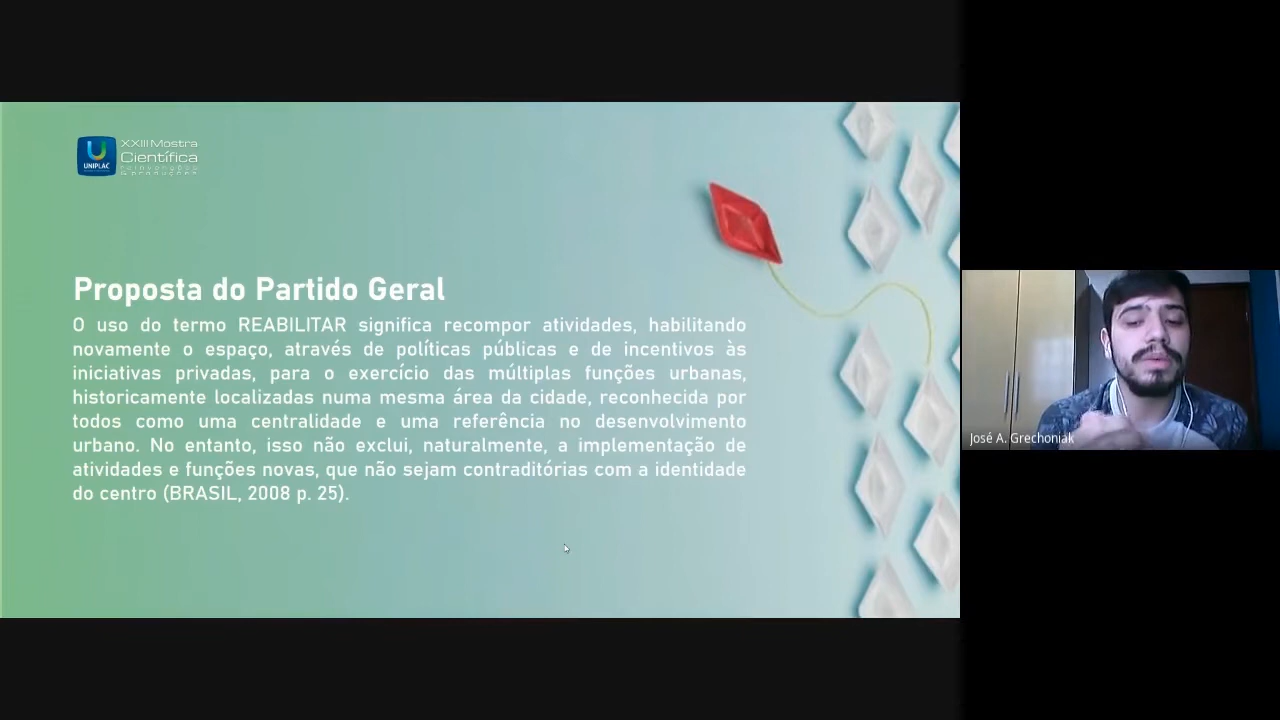 XXIII Mostra
Científica
UNIPLAC
Proposta do Partido Geral
O uso do termo REABILITAR significa recompor atividades, habilitando
novamente o espaço, através de políticas públicas e de incentivos às
iniciativas privadas, para o exercício das múltiplas funções urbanas,
historicamente localizadas numa mesma área da cidade, reconhecida por
todos como uma centralidade e uma referência no desenvolvimento
urbano. No entanto, isso não exclui, naturalmente, a implementação de
atividades e funções novas, que não sejam contraditórias com a identidade
do centro (BRASIL, 2008 p. 25).
José A. Grechoniak